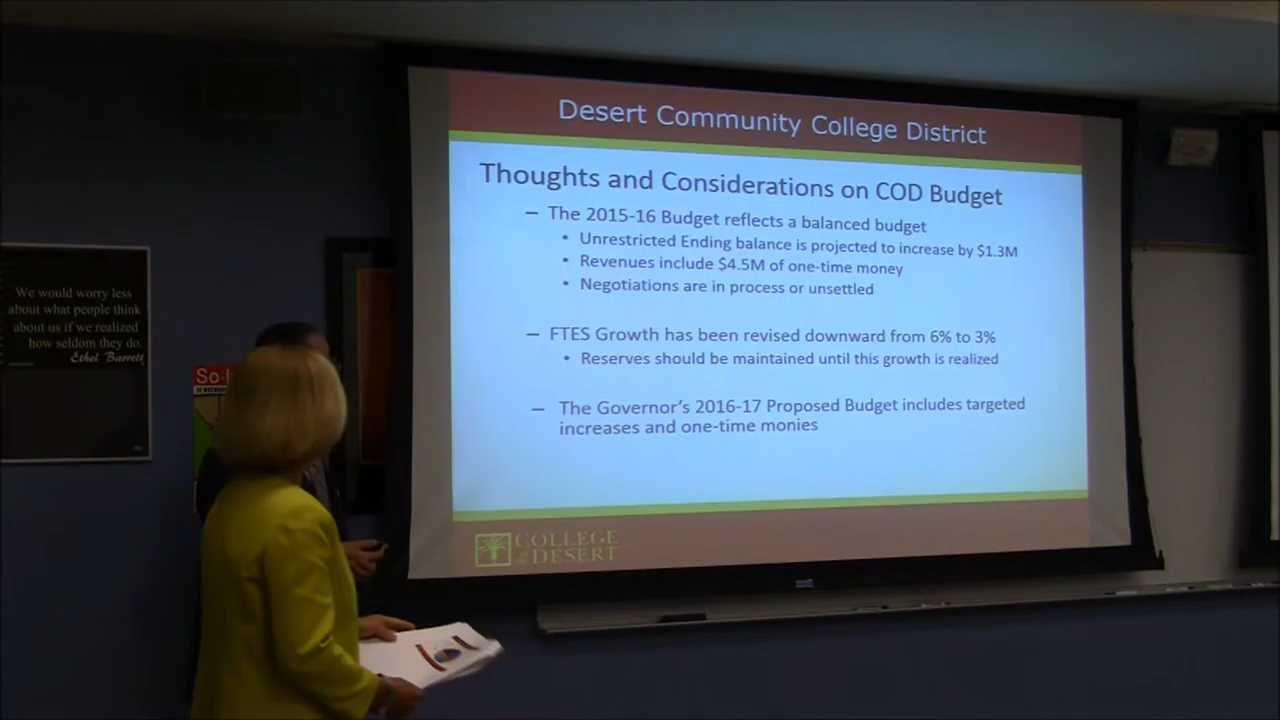 Desert Community College District
Thoughts and Considerations on COD Budget
– The 2015-16 Budget reflects a balanced budget
• Unrestricted Ending balance is projected to increase by $1.3M
• Revenues include $4.5M of one-time money
• Negotiations are in process or unsettled
– FTES Growth has been revised downward from 6% to 3%
• Reserves should be maintained until this growth is realized
– The Governor's 2016-17 Proposed Budget includes targeted
increases and one-time monies
COLLEGE
of the DESERT
We would worry less
about what people think
about us if we realized
how seldom they do.
Ethel Barrett
So